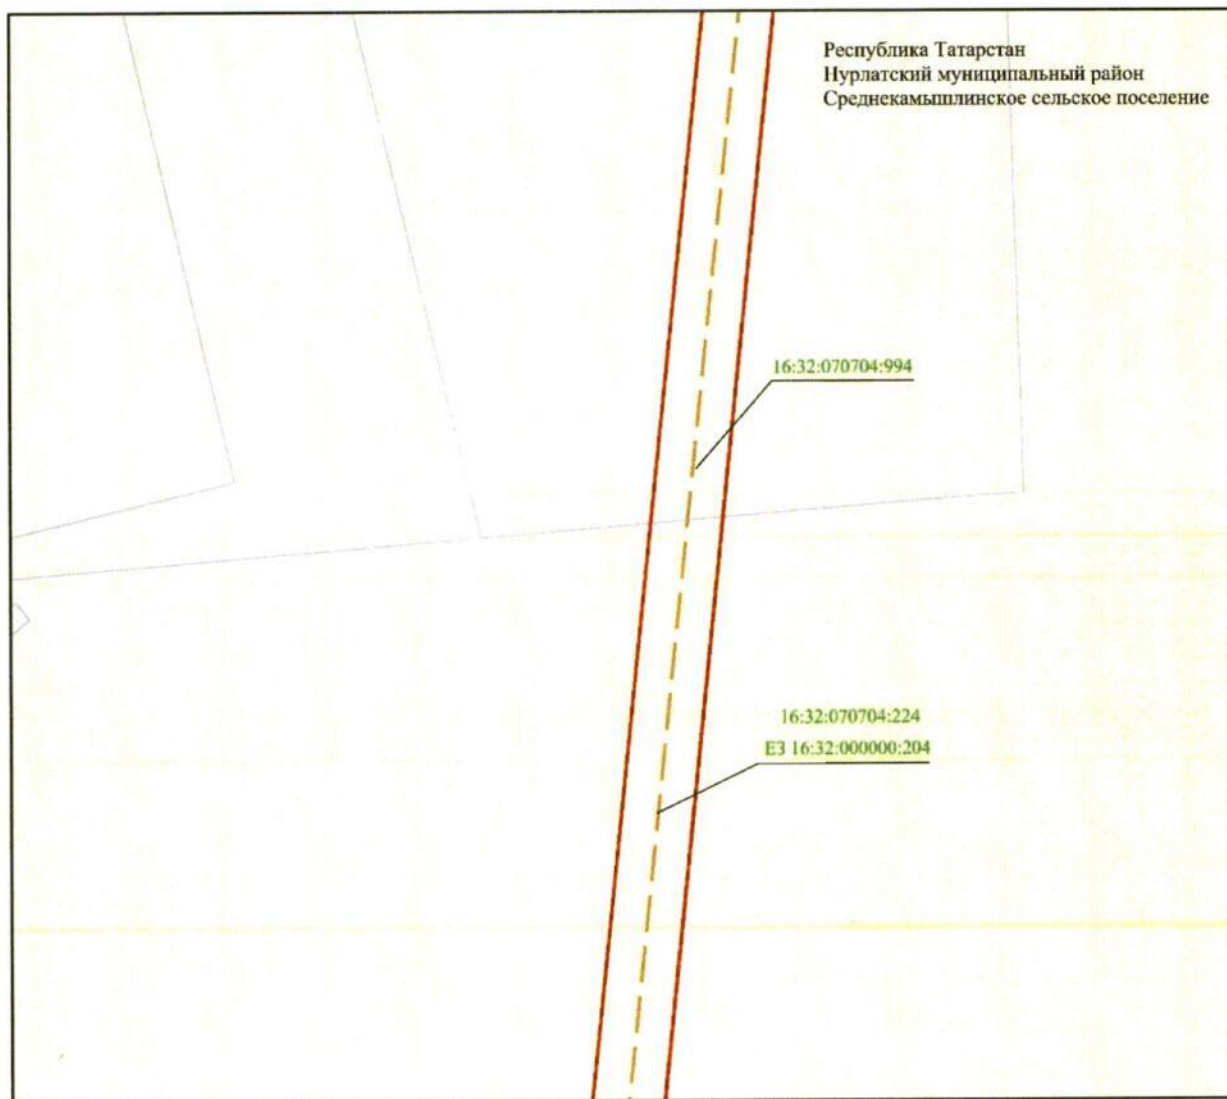 Республика Татарстан
Нурлатский муниципальный район
Среднекамышлинское сельское поселение
16:32:070704:994
16:32:070704:224
ЕЗ 16:32:000000:204